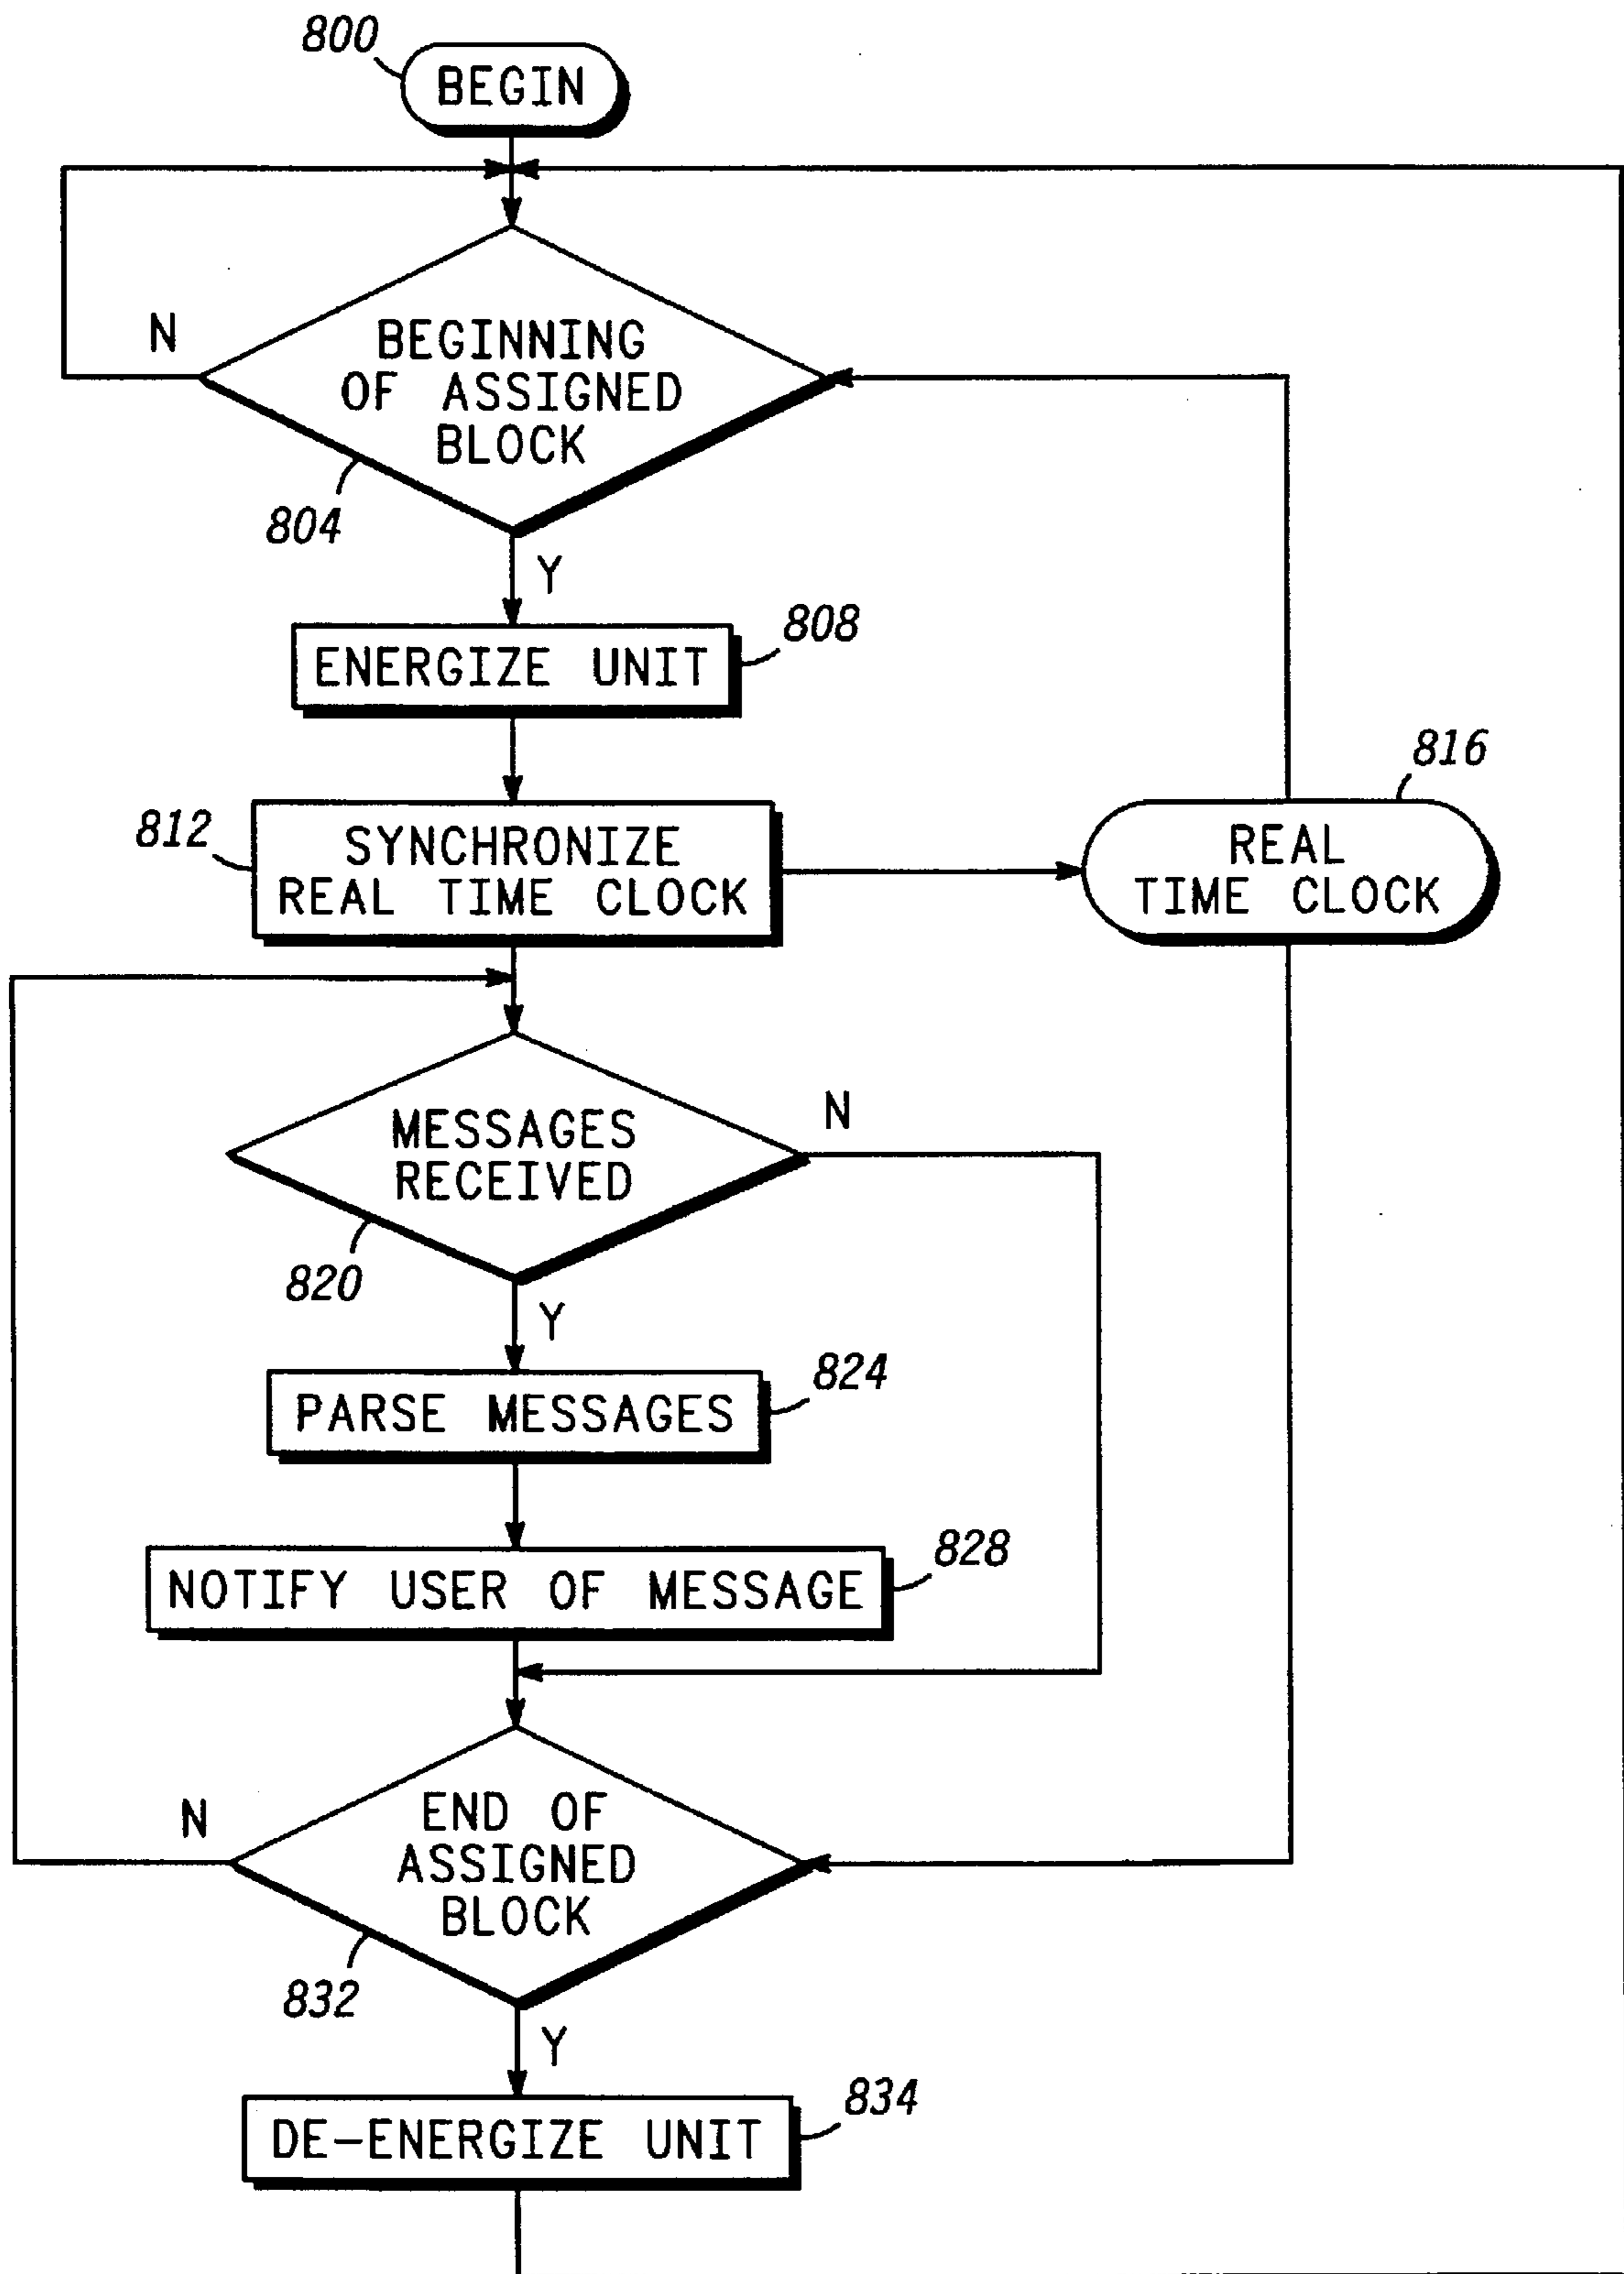 800
BEGIN
N
BEGINNING
OF ASSIGNED
BLOCK
804
Y
808
ENERGIZE UNIT
816
812
SYNCHRONIZE
REAL TIME CLOCK
REAL
TIME CLOCK
N
MESSAGES
RECEIVED
820
Y
824
PARSE MESSAGES
828
NOTIFY USER OF MESSAGE
N
END OF
ASSIGNED
BLOCK
832
Y
834
DE-ENERGIZE UNIT